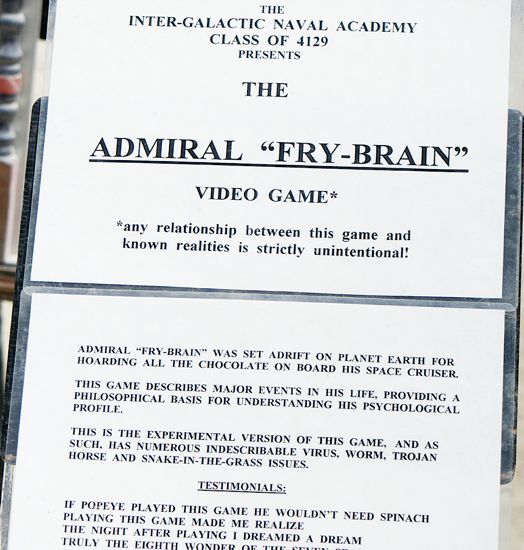 THE
INTER-GALACTIC NAVAL ACADEMY
CLASS OF 4129
PRESENTS
THE
ADMIRAL "FRY-BRAIN"
VIDEO GAME*
*any relationship between this game and
known realities is strictly unintentional!
ADMIRAL "FRY-BRAIN" WAS SET ADRIFT ON PLANET EARTH FOR
HOARDING ALL THE CHOCOLATE ON BOARD HIS SPACE CRUISER.
THIS GAME DESCRIBES MAJOR EVENTS IN HIS LIFE, PROVIDING A
PHILOSOPHICAL BASIS FOR UNDERSTANDING HIS PSYCHOLOGICAL
PROFILE.
THIS IS THE EXPERIMENTAL VERSION OF THIS GAME, AND AS
SUCH, HAS NUMEROUS INDESCRIBABLE VIRUS, WORM, TROJAN
HORSE AND SNAKE-IN-THE-GRASS ISSUES.
TESTIMONIALS:
IF POPEYE PLAYED THIS GAME HE WOULDN'T NEED SPINACH
PLAYING THIS GAME MADE ME REALIZE
THE NIGHT AFTER PLAYING I DREAMED A DREAM
TRULY THE EIGHTH WONDER OF THE SEVEN